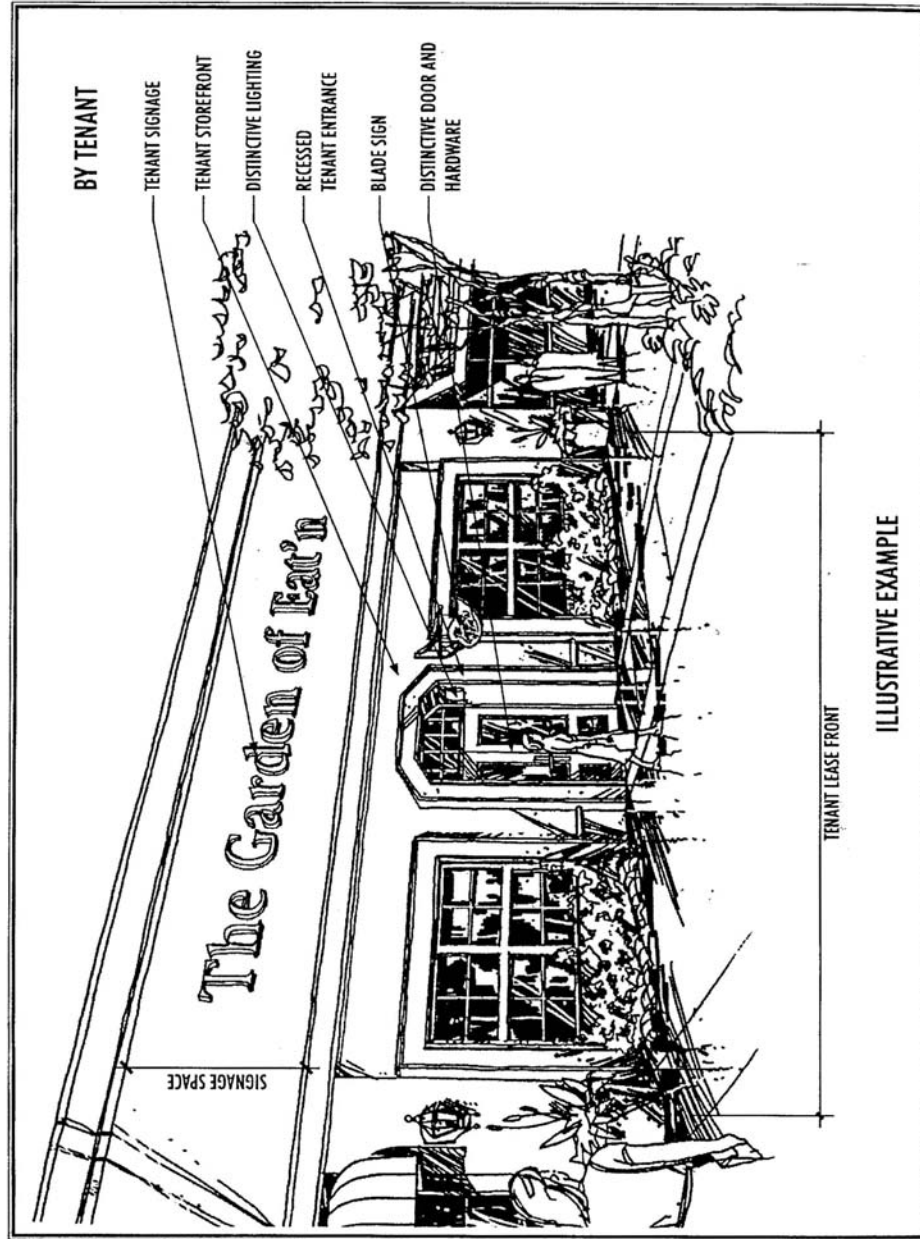 BY TENANT
TENANT SIGNAGE
TENANT STOREFRONT
DISTINCTIVE LIGHTING
RECESSED
TENANT ENTRANCE
BLADE SIGN
DISTINCTIVE DOOR AND
HARDWARE
The Garden of Eat'n
SIGNAGE SPACE
TENANT LEASE FRONT
ILLUSTRATIVE EXAMPLE